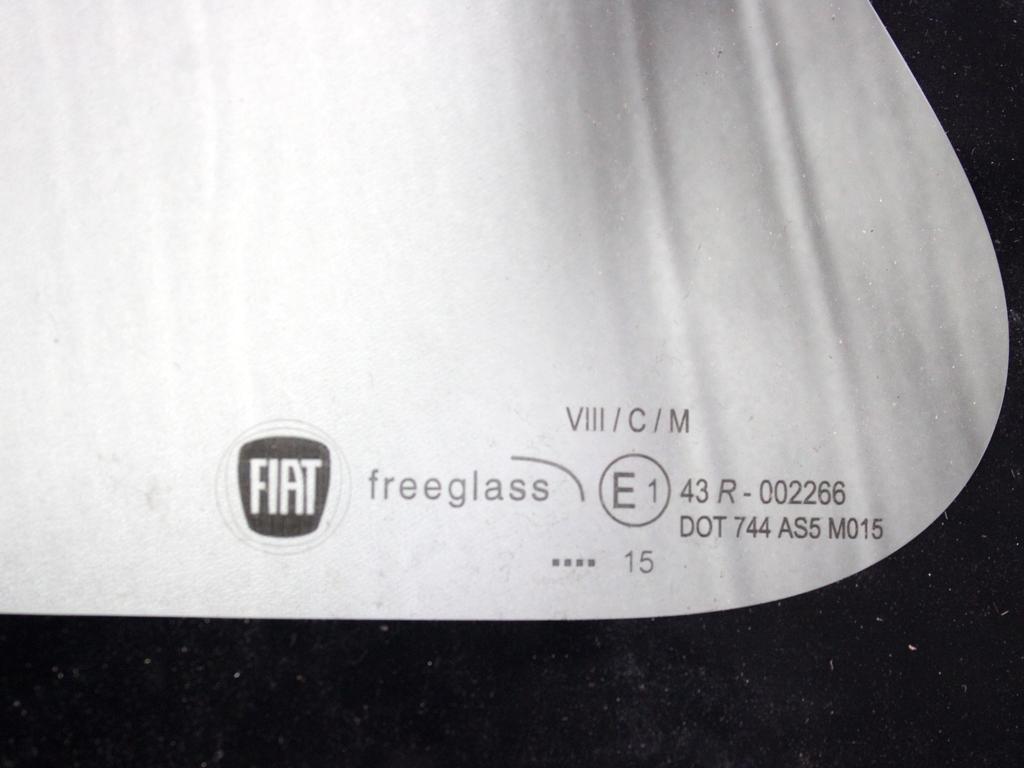 VIII / C / M
FIAT freeglass E 1 43 R - 002266
DOT 744 AS5 M015
▪▪▪▪ 15